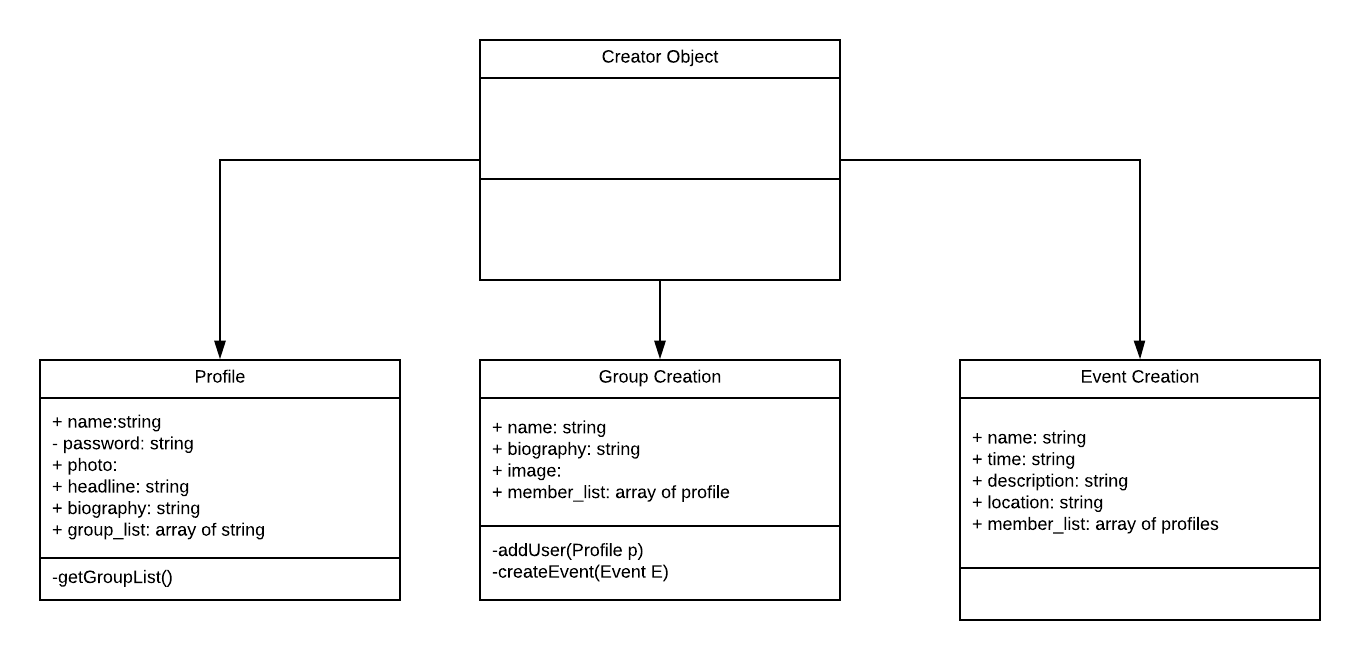 Creator Object
Profile
+ name:string
- password: string
+ photo:
+ headline: string
+ biography: string
+ group_list: array of string
-getGroupList()
Group Creation
+ name: string
+ biography: string
+ image:
+ member_list: array of profile
-addUser(Profile p)
-createEvent(Event E)
Event Creation
+ name: string
+ time: string
+ description: string
+ location: string
+ member_list: array of profiles